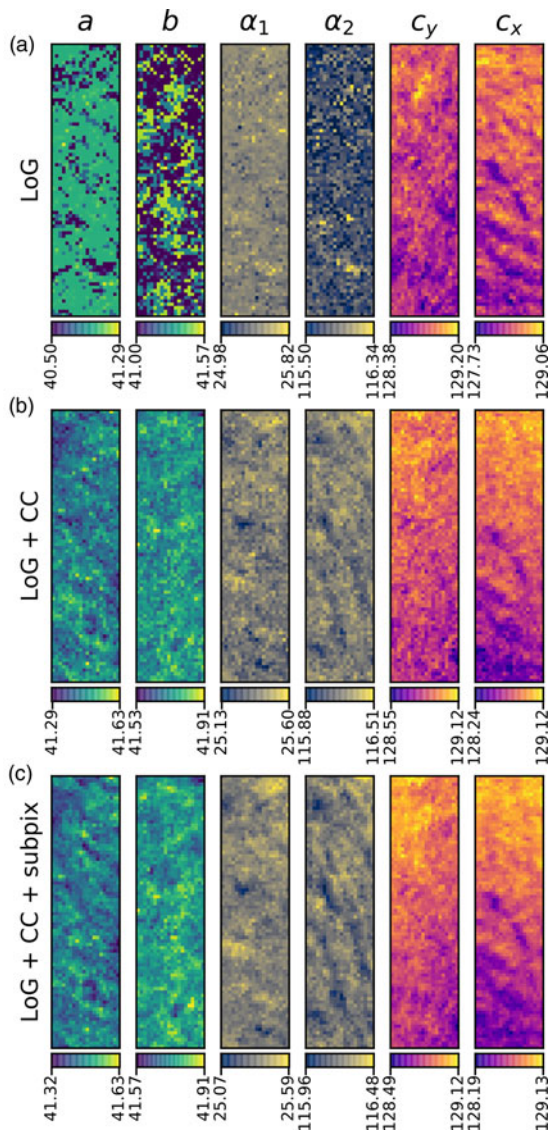 a b α₁ α₂ c_y c_x
(a)
LoG
40.50 41.29 41.00 41.57 24.98 25.82 115.50 116.34 128.38 129.20 127.73 129.06
(b)
LoG + CC
41.29 41.63 41.53 41.91 25.13 25.60 115.88 116.51 128.55 129.12 128.24 129.12
(c)
LoG + CC + subpix
41.32 41.63 41.57 41.91 25.07 25.59 115.96 116.48 128.49 129.12 128.19 129.13